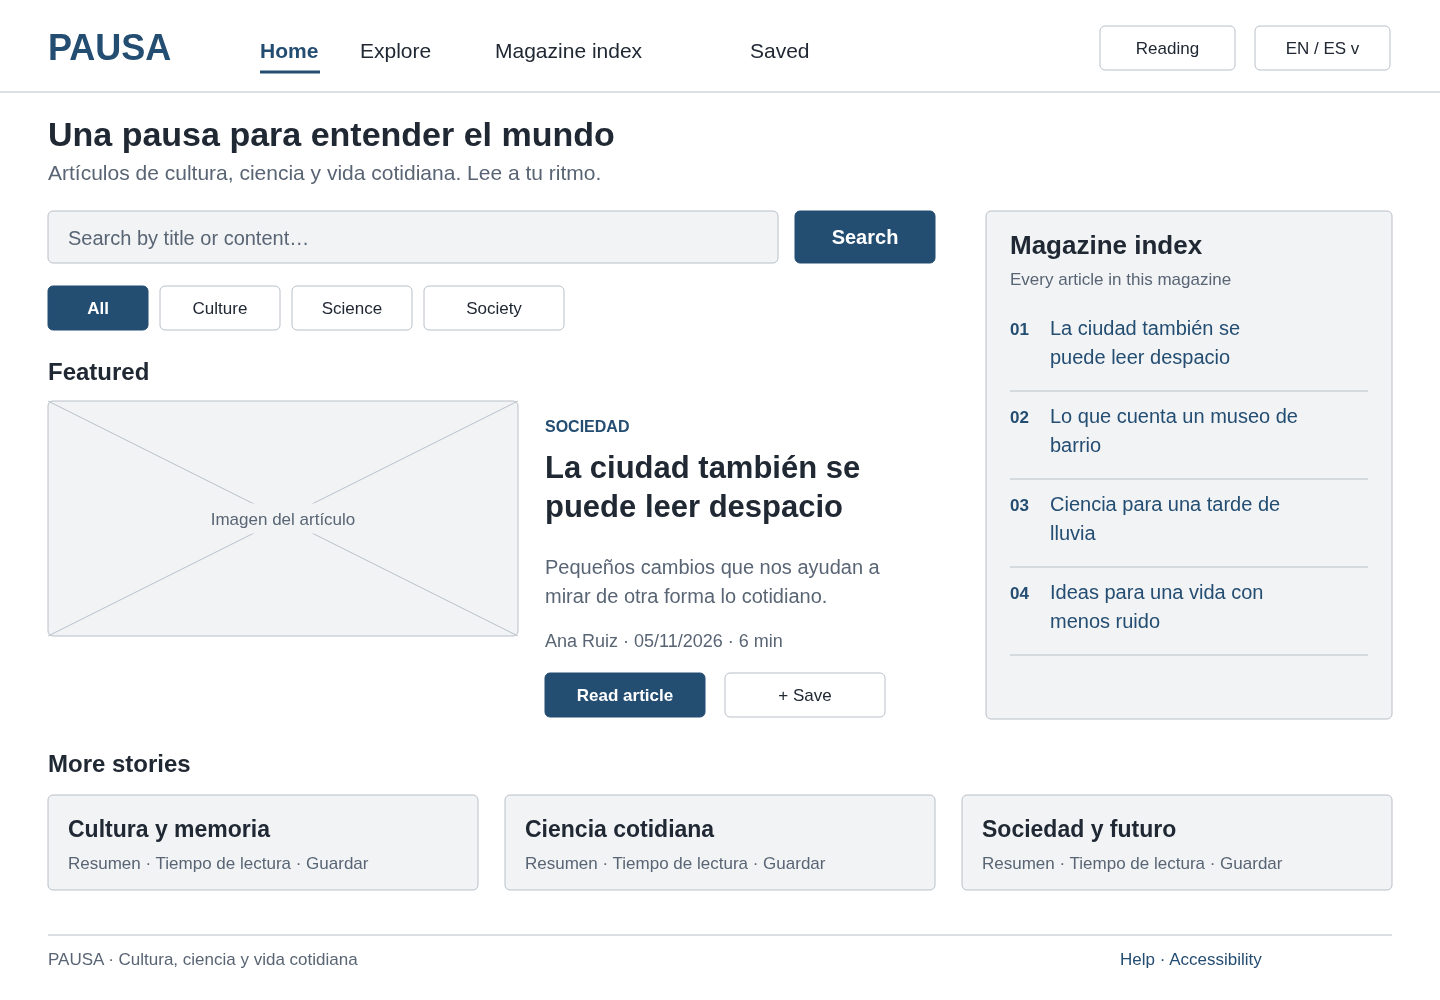 PAUSA
Home
Explore
Magazine index
Saved
Reading
EN / ES v
Una pausa para entender el mundo
Artículos de cultura, ciencia y vida cotidiana. Lee a tu ritmo.
Search by title or content…
Search
All
Culture
Science
Society
Featured
Imagen del artículo
SOCIEDAD
La ciudad también se
puede leer despacio
Pequeños cambios que nos ayudan a
mirar de otra forma lo cotidiano.
Ana Ruiz · 05/11/2026 · 6 min
Read article
+ Save
Magazine index
Every article in this magazine
01 La ciudad también se
puede leer despacio
02 Lo que cuenta un museo de
barrio
03 Ciencia para una tarde de
lluvia
04 Ideas para una vida con
menos ruido
More stories
Cultura y memoria
Resumen · Tiempo de lectura · Guardar
Ciencia cotidiana
Resumen · Tiempo de lectura · Guardar
Sociedad y futuro
Resumen · Tiempo de lectura · Guardar
PAUSA · Cultura, ciencia y vida cotidiana
Help · Accessibility